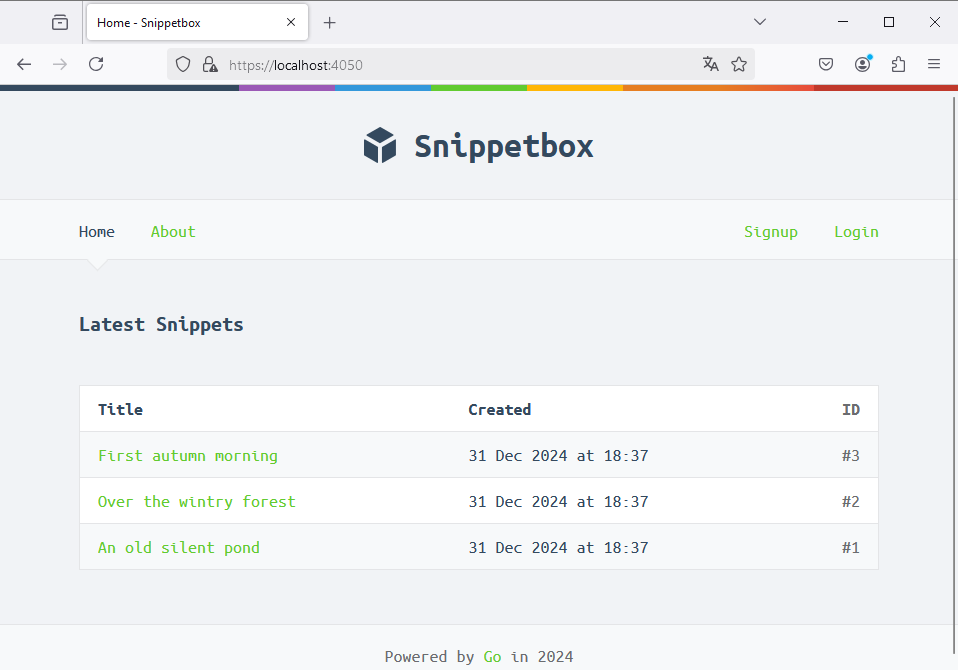 Home - Snippetbox
https://localhost:4050
Snippetbox
Home About Signup Login
Latest Snippets
Title Created ID
First autumn morning 31 Dec 2024 at 18:37 #3
Over the wintry forest 31 Dec 2024 at 18:37 #2
An old silent pond 31 Dec 2024 at 18:37 #1
Powered by Go in 2024